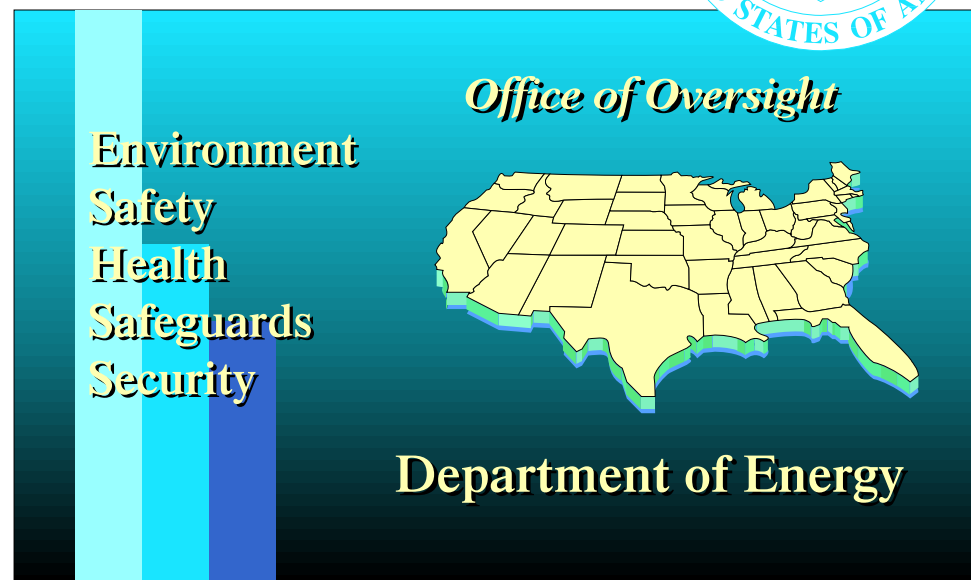 STATES OF
Office of Oversight
Environment
Safety
Health
Safeguards
Security
Department of Energy